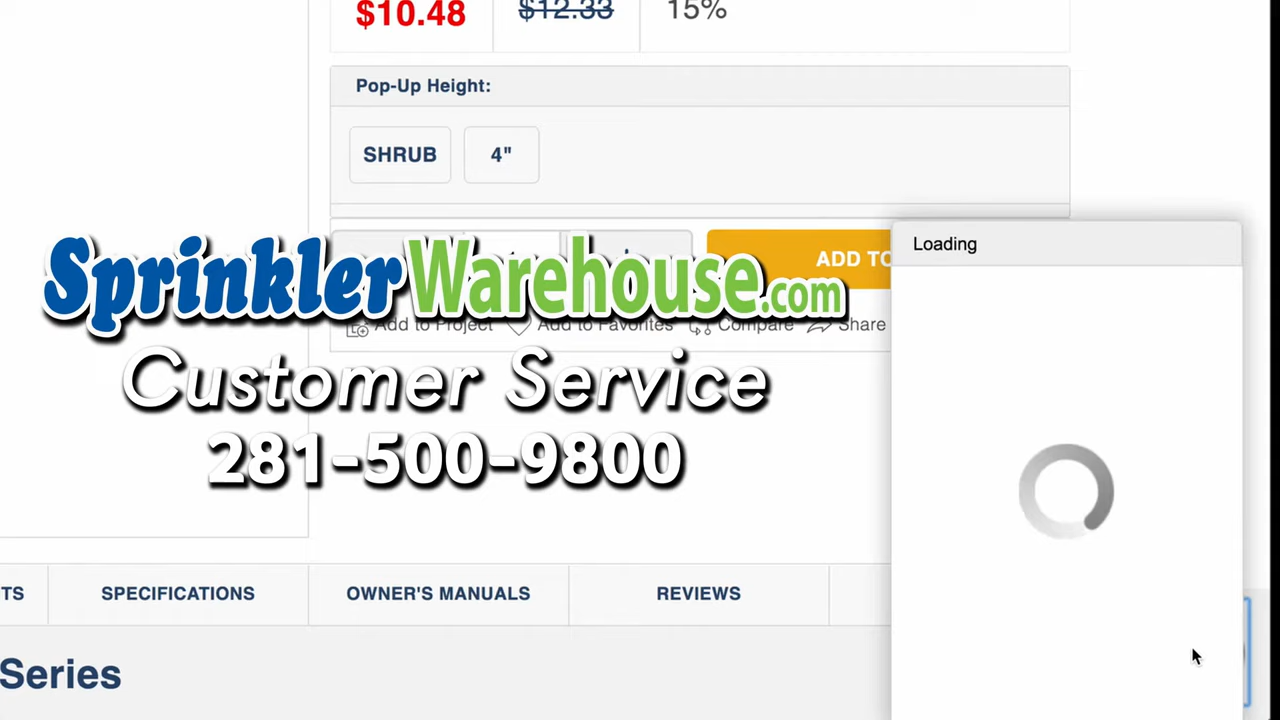 $10.48 $12.33 15%
Pop-Up Height:
SHRUB 4"
ADD TO
Loading
SprinklerWarehouse.com
Add to Project Add to Favorites Compare Share
Customer Service
281-500-9800
TS SPECIFICATIONS OWNER'S MANUALS REVIEWS
Series